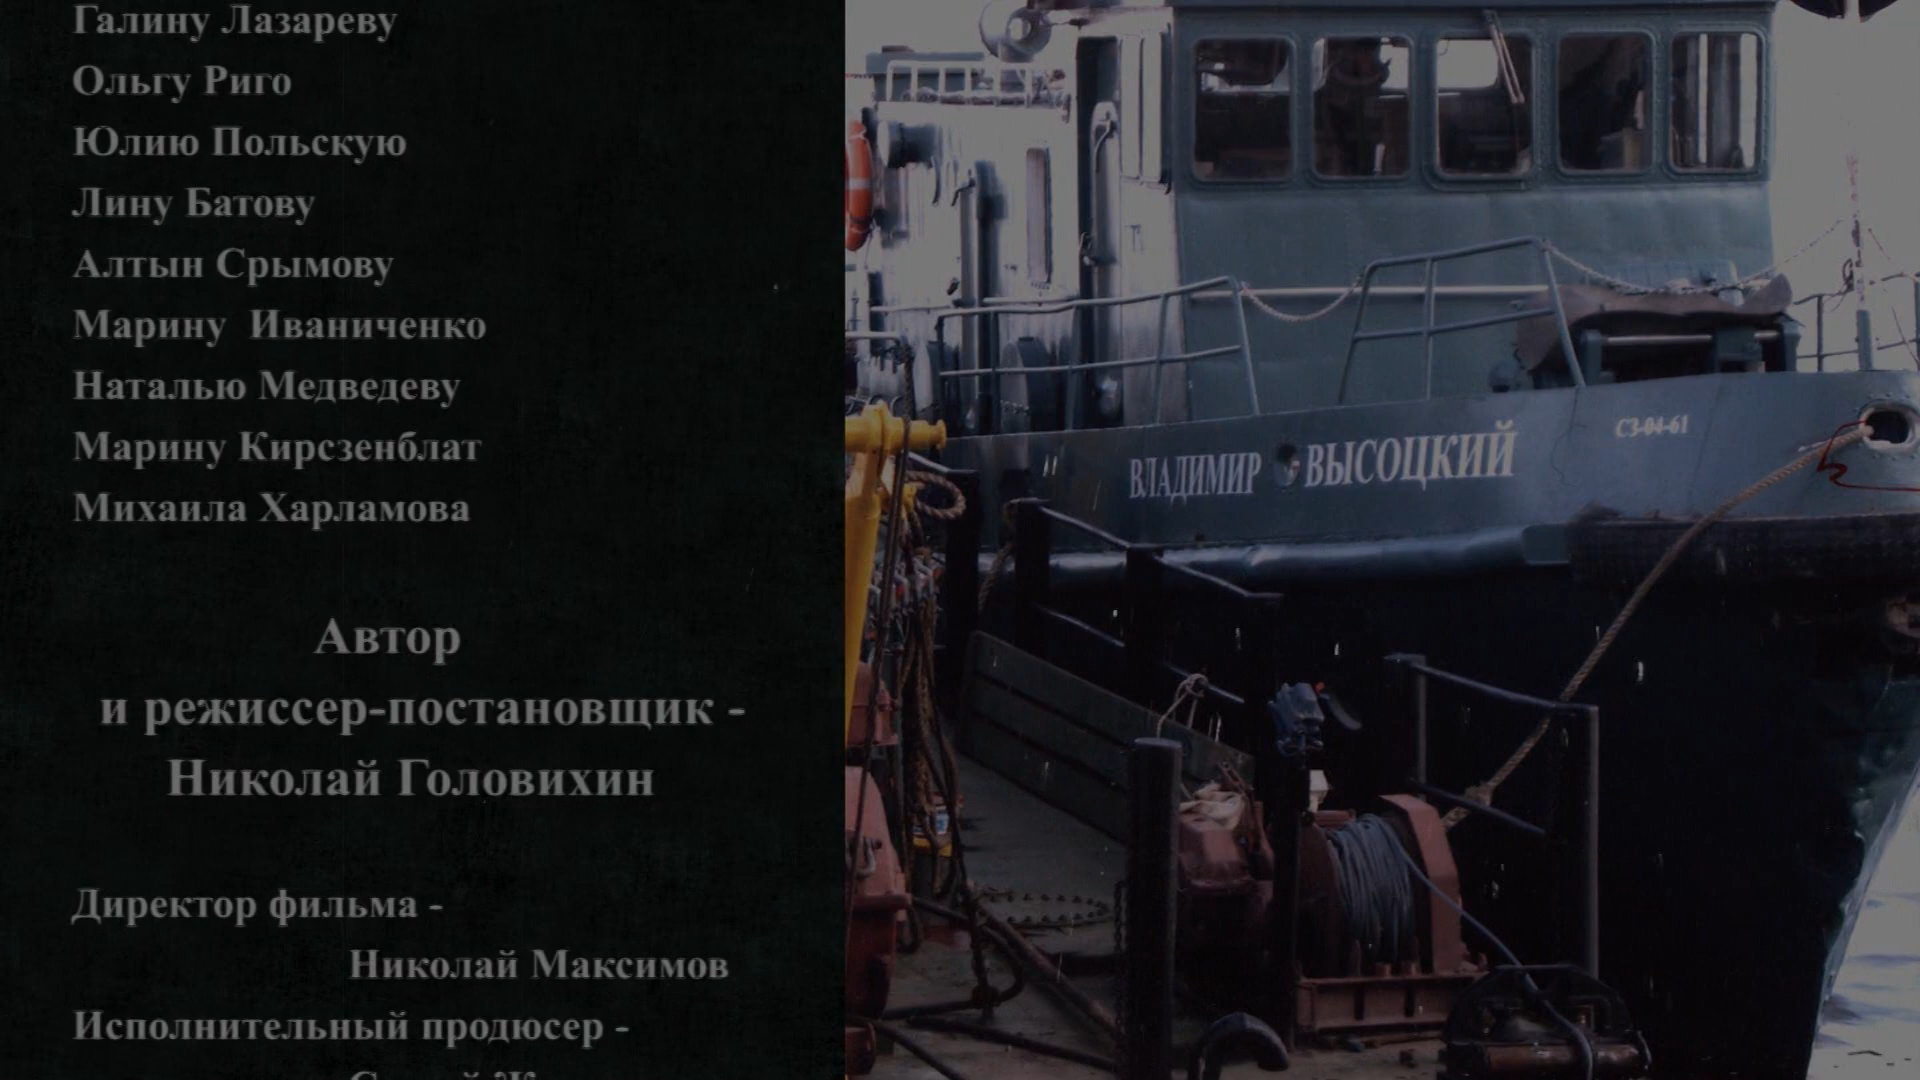 Галину Лазареву
Ольгу Риго
Юлию Польскую
Лину Батову
Алтын Срымову
Марину Иваниченко
Наталью Медведеву
Марину Кирсзенблат
Михаила Харламова
Автор
и режиссер-постановщик -
Николай Головихин
Директор фильма -
Николай Максимов
Исполнительный продюсер -
ВЛАДИМИР ВЫСОЦКИЙ
СЗ-04-61